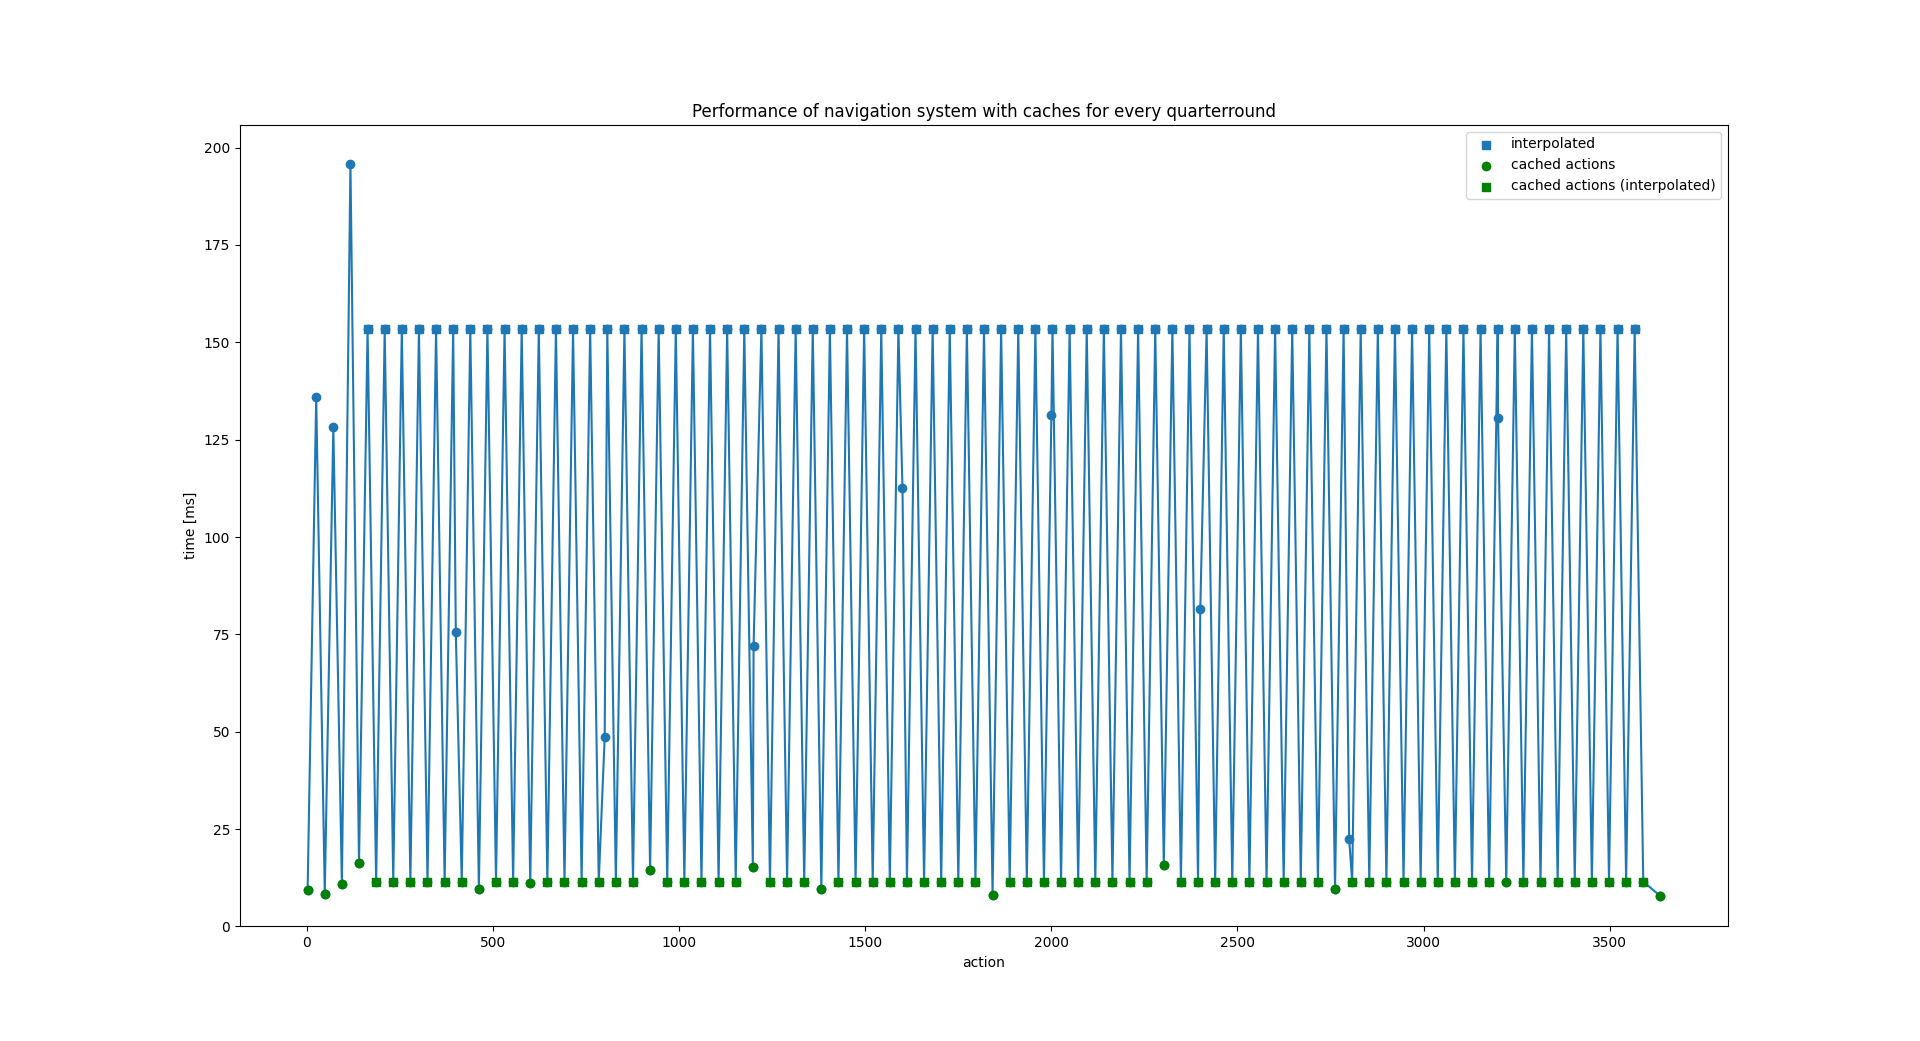 Performance of navigation system with caches for every quarterround
interpolated
cached actions
cached actions (interpolated)
200
175
150
125
100
75
50
25
0
time [ms]
0 500 1000 1500 2000 2500 3000 3500
action